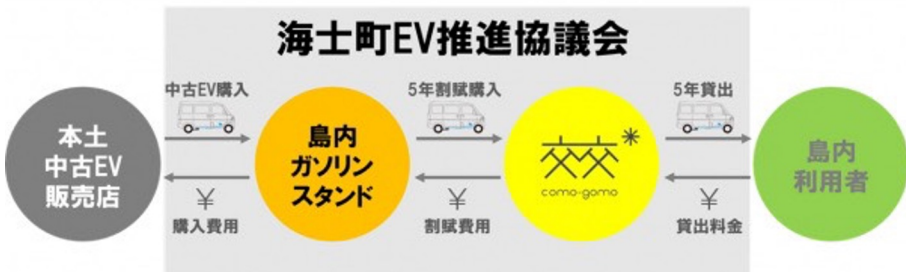 海士町EV推進協議会
中古EV購入
5年割賦購入
5年貸出
本土
中古EV
販売店
島内
ガソリン
スタンド
交交*
como-gomo
島内
利用者
¥
購入費用
¥
割賦費用
¥
貸出料金